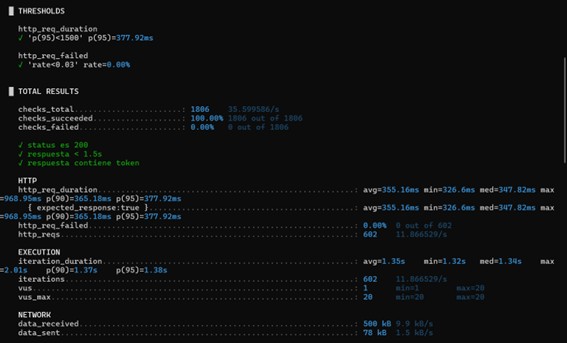 █ THRESHOLDS
http_req_duration
✓ 'p(95)<1500' p(95)=377.92ms
http_req_failed
✓ 'rate<0.03' rate=0.00%
█ TOTAL RESULTS
checks_total.......................: 1806 35.599586/s
checks_succeeded...................: 100.00% 1806 out of 1806
checks_failed......................: 0.00% 0 out of 1806
✓ status es 200
✓ respuesta < 1.5s
✓ respuesta contiene token
HTTP
http_req_duration.......................................................: avg=355.16ms min=326.6ms med=347.82ms max
=968.95ms p(90)=365.18ms p(95)=377.92ms
{ expected_response:true }............................................: avg=355.16ms min=326.6ms med=347.82ms max
=968.95ms p(90)=365.18ms p(95)=377.92ms
http_req_failed.........................................................: 0.00% 0 out of 602
http_reqs...............................................................: 602 11.866529/s
EXECUTION
iteration_duration......................................................: avg=1.35s min=1.32s med=1.34s max
=2.01s p(90)=1.37s p(95)=1.38s
iterations..............................................................: 602 11.866529/s
vus.....................................................................: 1 min=1 max=20
vus_max.................................................................: 20 min=20 max=20
NETWORK
data_received...........................................................: 500 kB 9.9 kB/s
data_sent...............................................................: 78 kB 1.5 kB/s